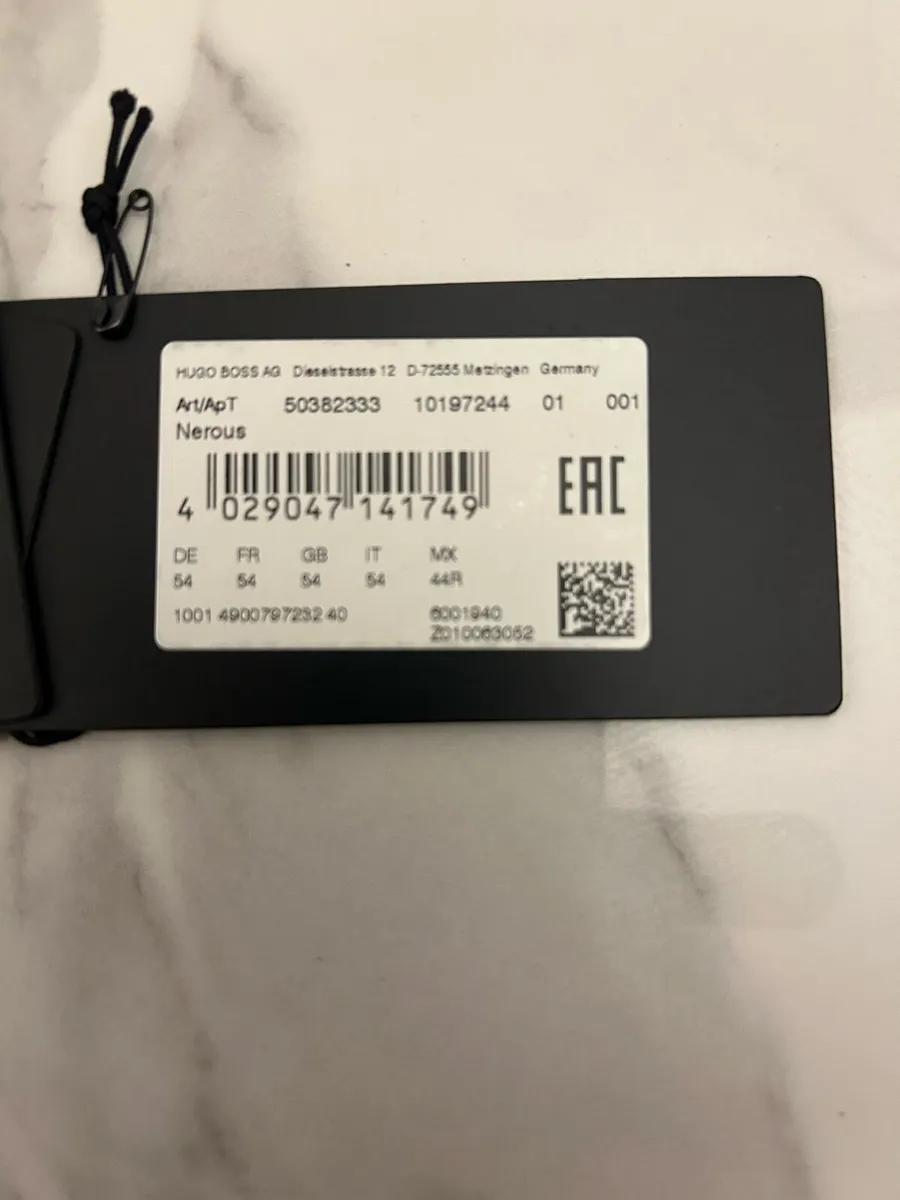 HUGO BOSS AG Dieselstrasse 12 D-72555 Metzingen Germany
Art/ApT 50382333 10197244 01 001
Nerous
4 029047 141749
EAC
DE FR GB IT MX
54 54 54 54 44R
1001 4900797232 40 6001940
Z010063052